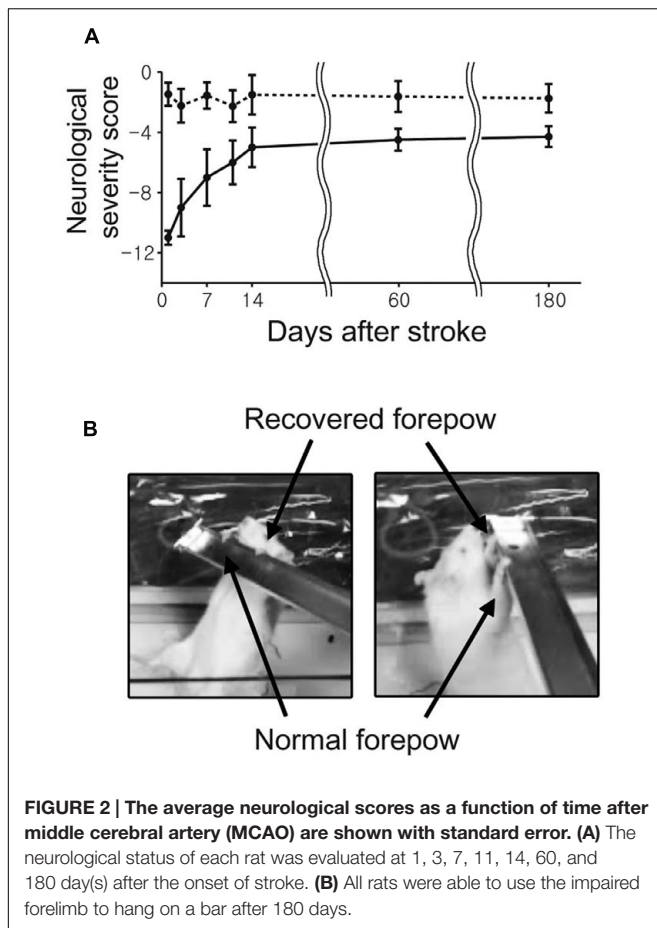 A
0
−4
−8
−12
Neurological
severity score
0 7 14 60 180
Days after stroke
B
Recovered forepow
Normal forepow
FIGURE 2 | The average neurological scores as a function of time after
middle cerebral artery (MCAO) are shown with standard error. (A) The
neurological status of each rat was evaluated at 1, 3, 7, 11, 14, 60, and
180 day(s) after the onset of stroke. (B) All rats were able to use the impaired
forelimb to hang on a bar after 180 days.